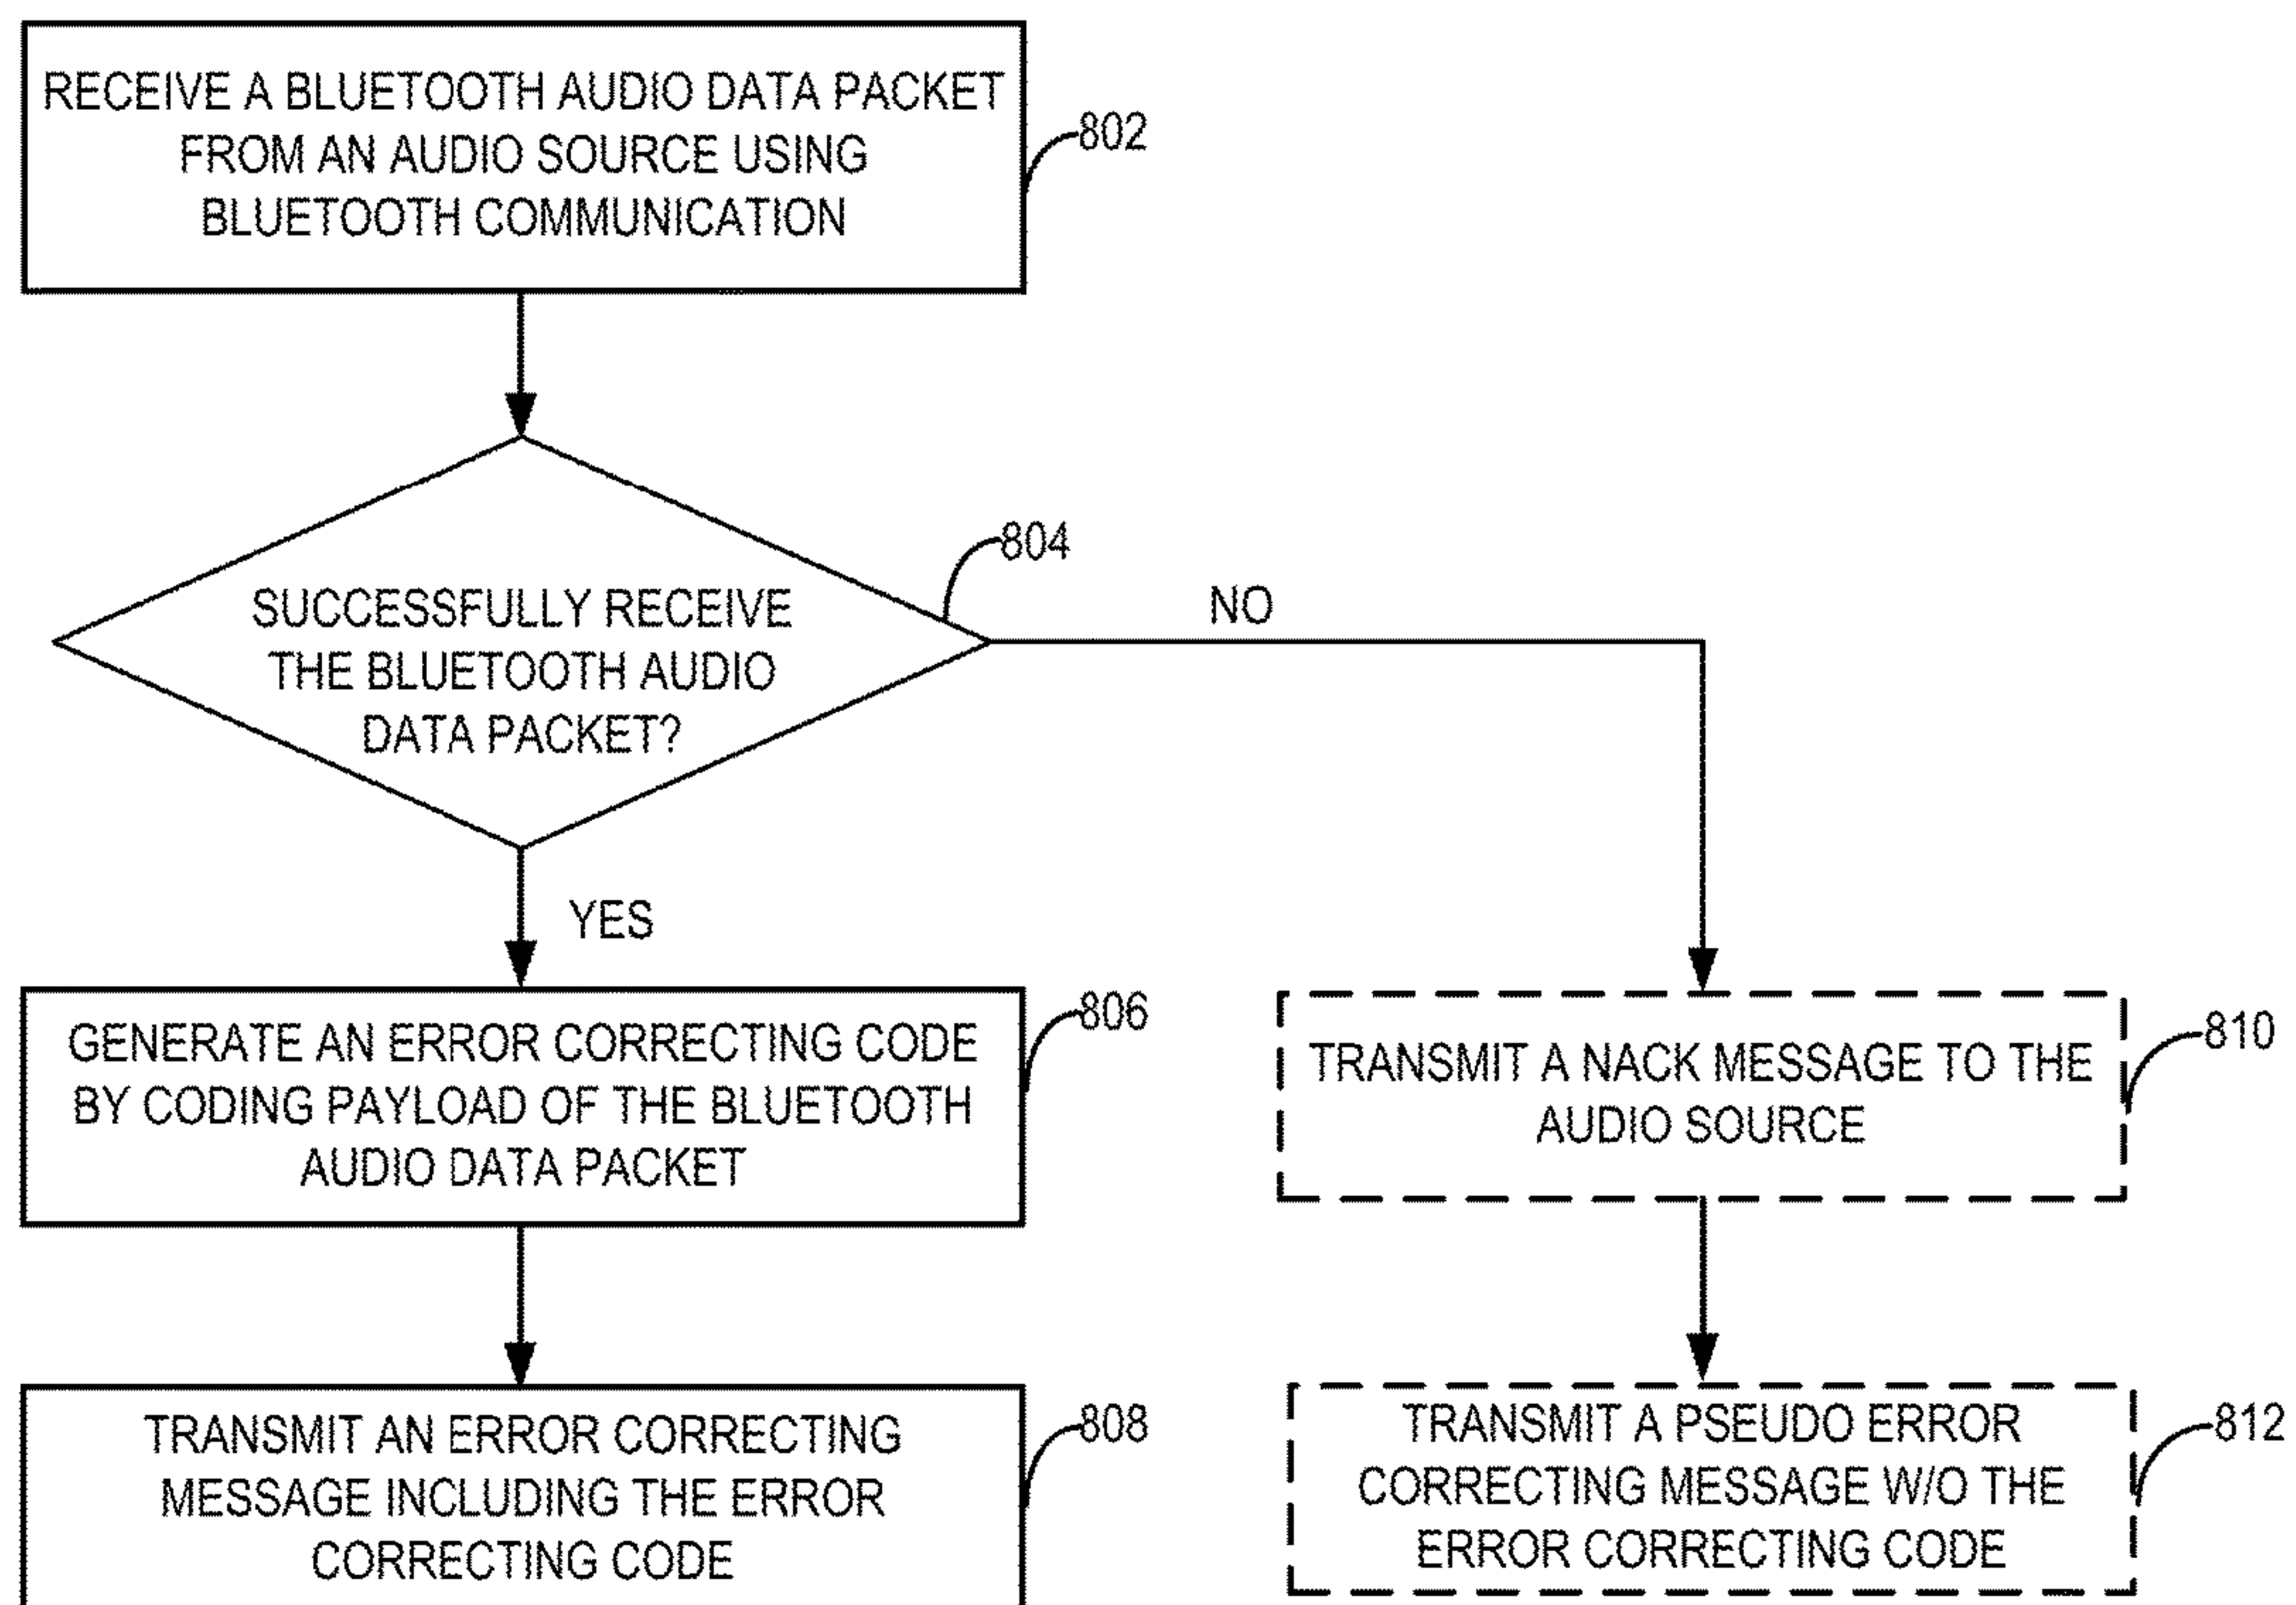 RECEIVE A BLUETOOTH AUDIO DATA PACKET
FROM AN AUDIO SOURCE USING
BLUETOOTH COMMUNICATION
802
SUCCESSFULLY RECEIVE
THE BLUETOOTH AUDIO
DATA PACKET?
804
NO
YES
GENERATE AN ERROR CORRECTING CODE
BY CODING PAYLOAD OF THE BLUETOOTH
AUDIO DATA PACKET
806
TRANSMIT A NACK MESSAGE TO THE
AUDIO SOURCE
810
TRANSMIT AN ERROR CORRECTING
MESSAGE INCLUDING THE ERROR
CORRECTING CODE
808
TRANSMIT A PSEUDO ERROR
CORRECTING MESSAGE W/O THE
ERROR CORRECTING CODE
812